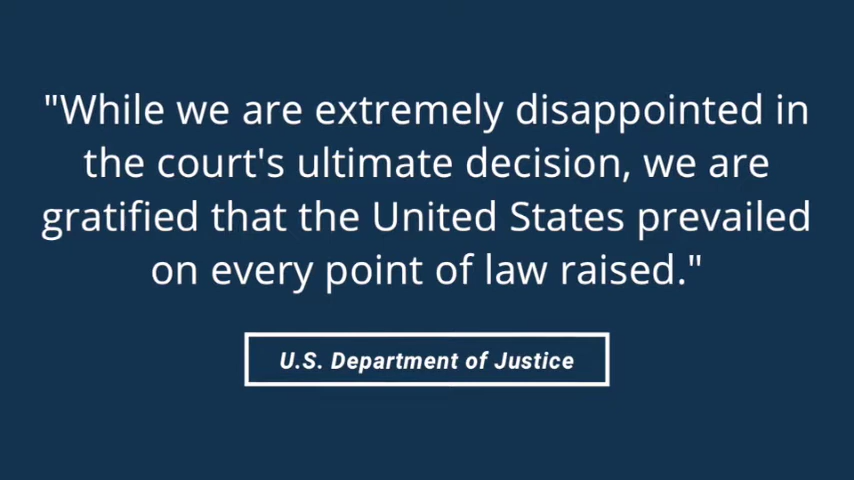 "While we are extremely disappointed in
the court's ultimate decision, we are
gratified that the United States prevailed
on every point of law raised."
U.S. Department of Justice